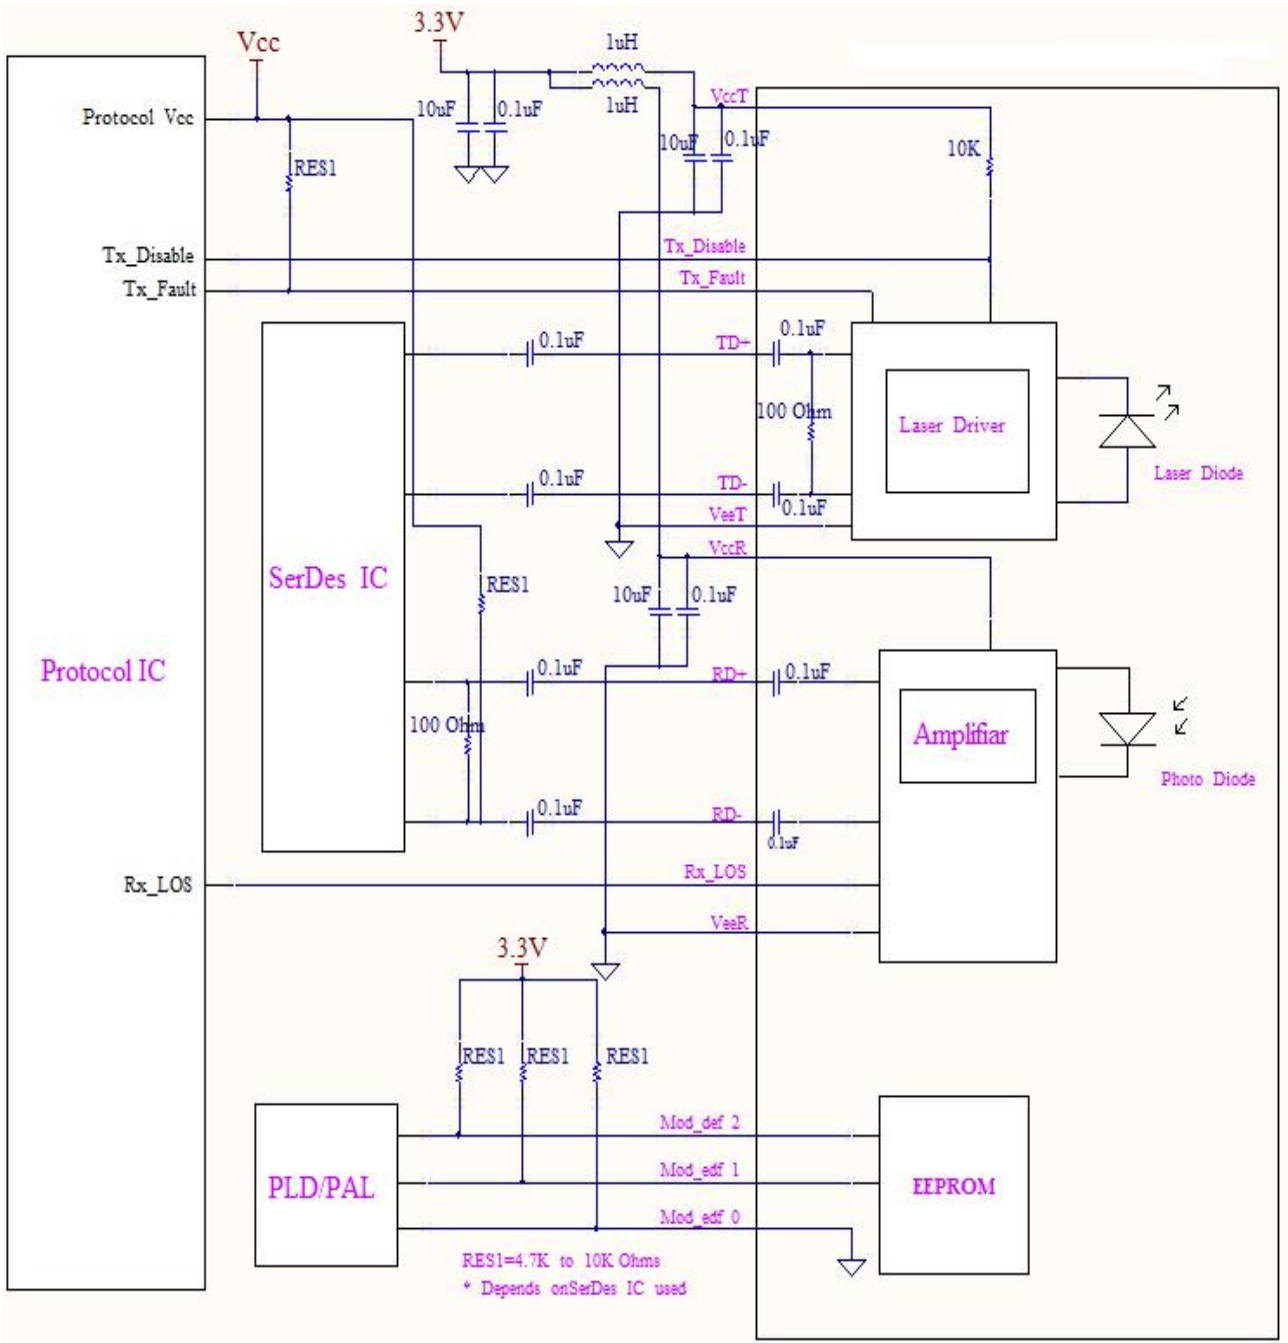 3.3V
1uH
Vcc
1uH
VccT
10uF
0.1uF
Protocol Vcc
10uF
0.1uF
10K
RES1
Tx_Disable
Tx_Disable
Tx_Fault
Tx_Fault
0.1uF
0.1uF
TD+
100 Ohm
Laser Driver
Laser Diode
0.1uF
TD-
0.1uF
VeeT
VccR
SerDes IC
RES1
10uF
0.1uF
Protocol IC
0.1uF
RD+
0.1uF
100 Ohm
Amplifiar
Photo Diode
0.1uF
RD-
0.1uF
Rx_LOS
Rx_LOS
VeeR
3.3V
RES1
RES1
RES1
Mod_def 2
Mod_edf 1
PLD/PAL
EEPROM
Mod_edf 0
RES1=4.7K to 10K Ohms
* Depends onSerDes IC used